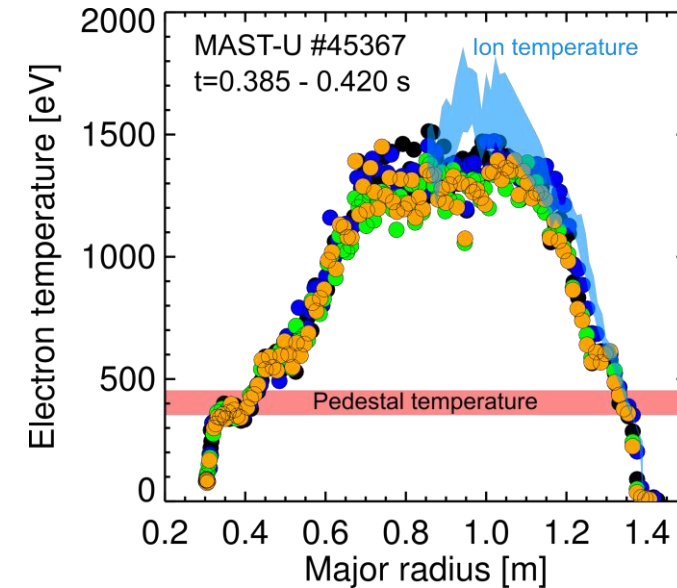 2000
MAST-U #45367
t=0.385 - 0.420 s
Ion temperature
1500
1000
500
Pedestal temperature
0
Electron temperature [eV]
0.2 0.4 0.6 0.8 1.0 1.2 1.4
Major radius [m]